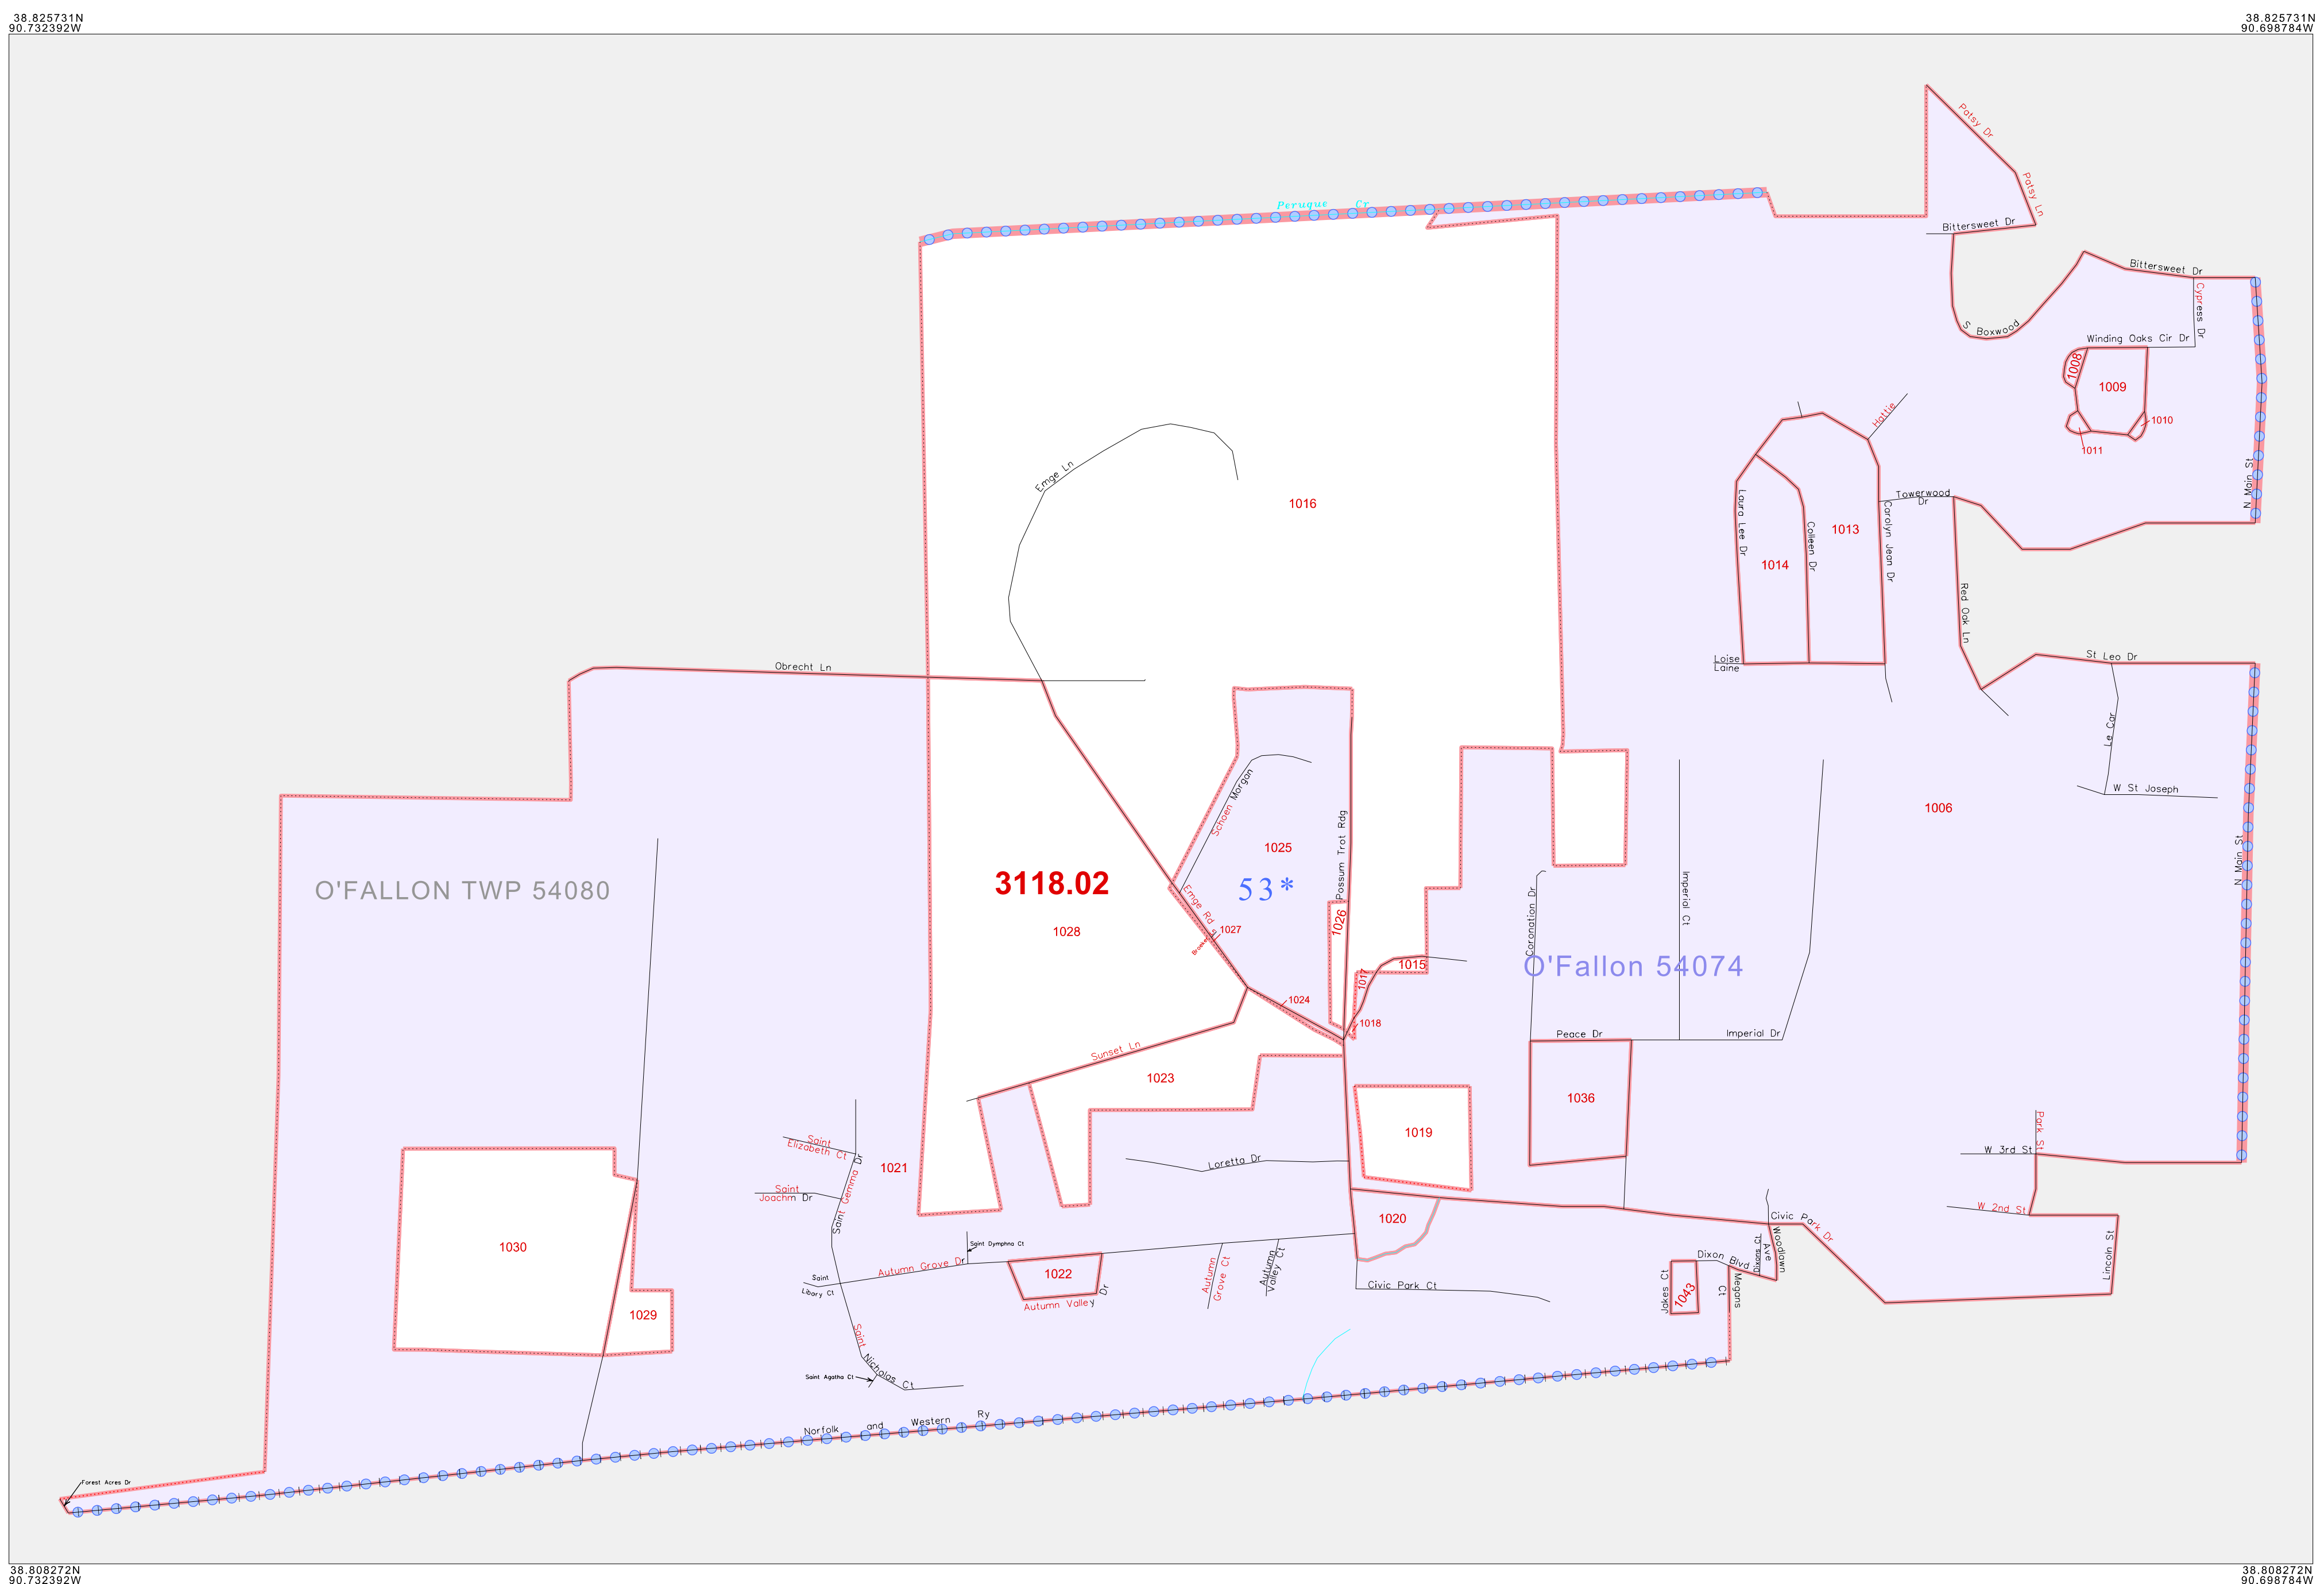 38.825731N
90.732392W
38.825731N
90.698784W
Patsy Dr
Patsy Ln
Peruque Cr
Bittersweet Dr
Bittersweet Dr
Cypress Dr
S Boxwood
Winding Oaks Cir Dr
1008
1009
1010
1011
Hattie
N Main St
Emge Ln
1016
Towerwood
Dr
Laura Lee Dr
Colleen Dr
1013
Carolyn Jean Dr
1014
Red Oak Ln
Loise
Laine
St Leo Dr
Obrecht Ln
Le Car
W St Joseph
Schoen Morgan
1006
Possum Trot Rdg
1025
N Main St
O'FALLON TWP 54080
3118.02
53*
Imperial Ct
Coronation Dr
Emge Rd
1026
1028
1027
O'Fallon 54074
1015
1017
1024
1018
Peace Dr
Imperial Dr
Sunset Ln
1023
1036
1019
Park St
Saint
Elizabeth Ct
W 3rd St
Loretta Dr
1021
Saint Gemma Dr
Saint
Joachm Dr
W 2nd St
1020
Civic Park Dr
Woodlawn
Ave
Dixons Ct
1030
Saint Dymphna Ct
Autumn Grove Dr
Autumn
Grove Ct
Autumn
Valley Ct
Dixon Blvd
Lincoln St
1022
Saint
Libary Ct
Civic Park Ct
Jakes Ct
1043
Megans
Ct
Autumn Valley Dr
1029
Saint
Nicholas Ct
Saint Agatha Ct
Norfolk and Western Ry
Forest Acres Dr
38.808272N
90.732392W
38.808272N
90.698784W